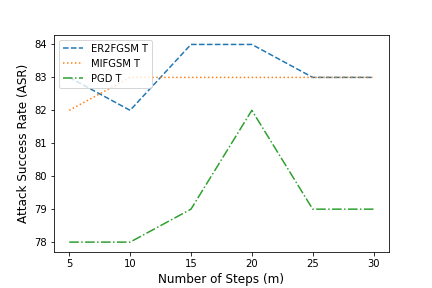 ER2FGSM T
MIFGSM T
PGD T
84
83
82
81
80
79
78
Attack Success Rate (ASR)
5 10 15 20 25 30
Number of Steps (m)